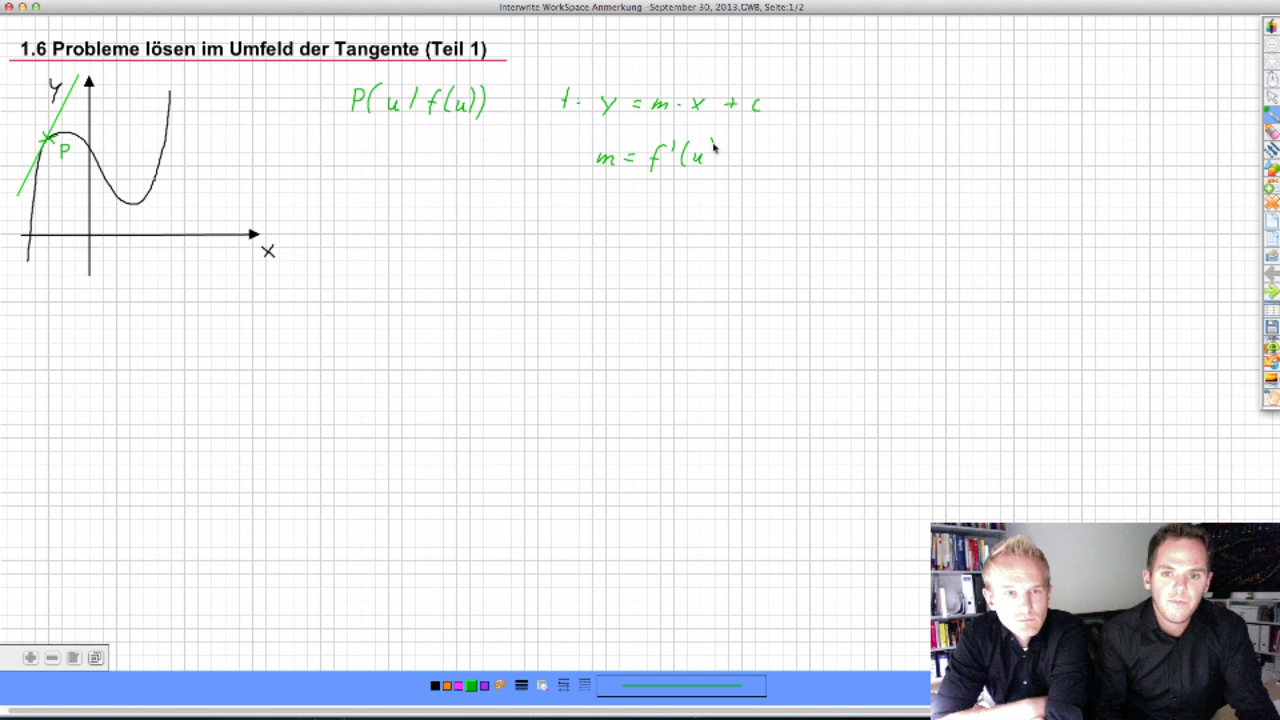 Interwrite WorkSpace Anmerkung -September 30, 2013.GWB, Seite:1/2
1.6 Probleme lösen im Umfeld der Tangente (Teil 1)
y
P( u / f(u))
t: y = m · x + c
P
m = f'(u
x